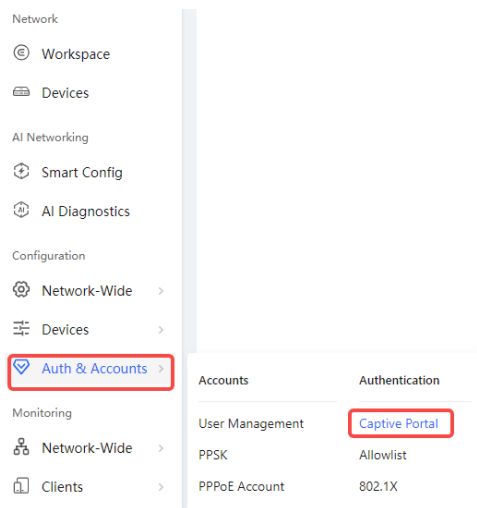 Network
Workspace
Devices
AI Networking
Smart Config
AI Diagnostics
Configuration
Network-Wide
Devices
Auth & Accounts
Accounts
Authentication
User Management
Captive Portal
PPSK
Allowlist
PPPoE Account
802.1X
Monitoring
Network-Wide
Clients